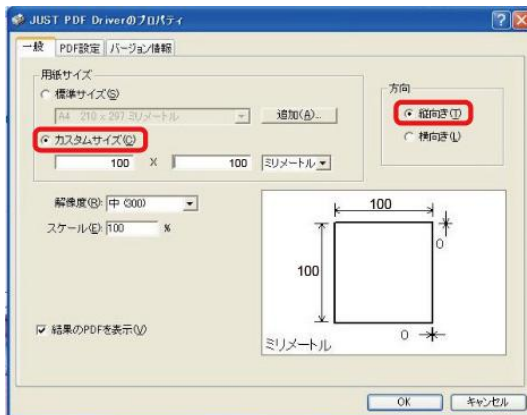 JUST PDF Driverのプロパティ
一般 PDF設定 バージョン情報
用紙サイズ
標準サイズ(S)
A4 210 x 297 ミリメートル 追加(A)...
カスタムサイズ(C)
100 X 100 ミリメートル
方向
縦向き(T)
横向き(L)
解像度(R): 中 (300)
スケール(E): 100 %
結果のPDFを表示(V)
100
0
100
0
ミリメートル
OK キャンセル